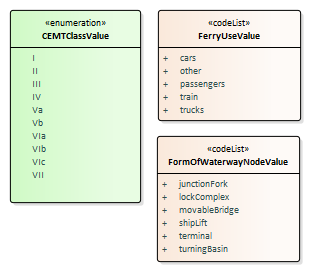 «enumeration»
CEMTClassValue
I
II
III
IV
Va
Vb
VIa
VIb
VIc
VII
«codeList»
FerryUseValue
+ cars
+ other
+ passengers
+ train
+ trucks
«codeList»
FormOfWaterwayNodeValue
+ junctionFork
+ lockComplex
+ movableBridge
+ shipLift
+ terminal
+ turningBasin